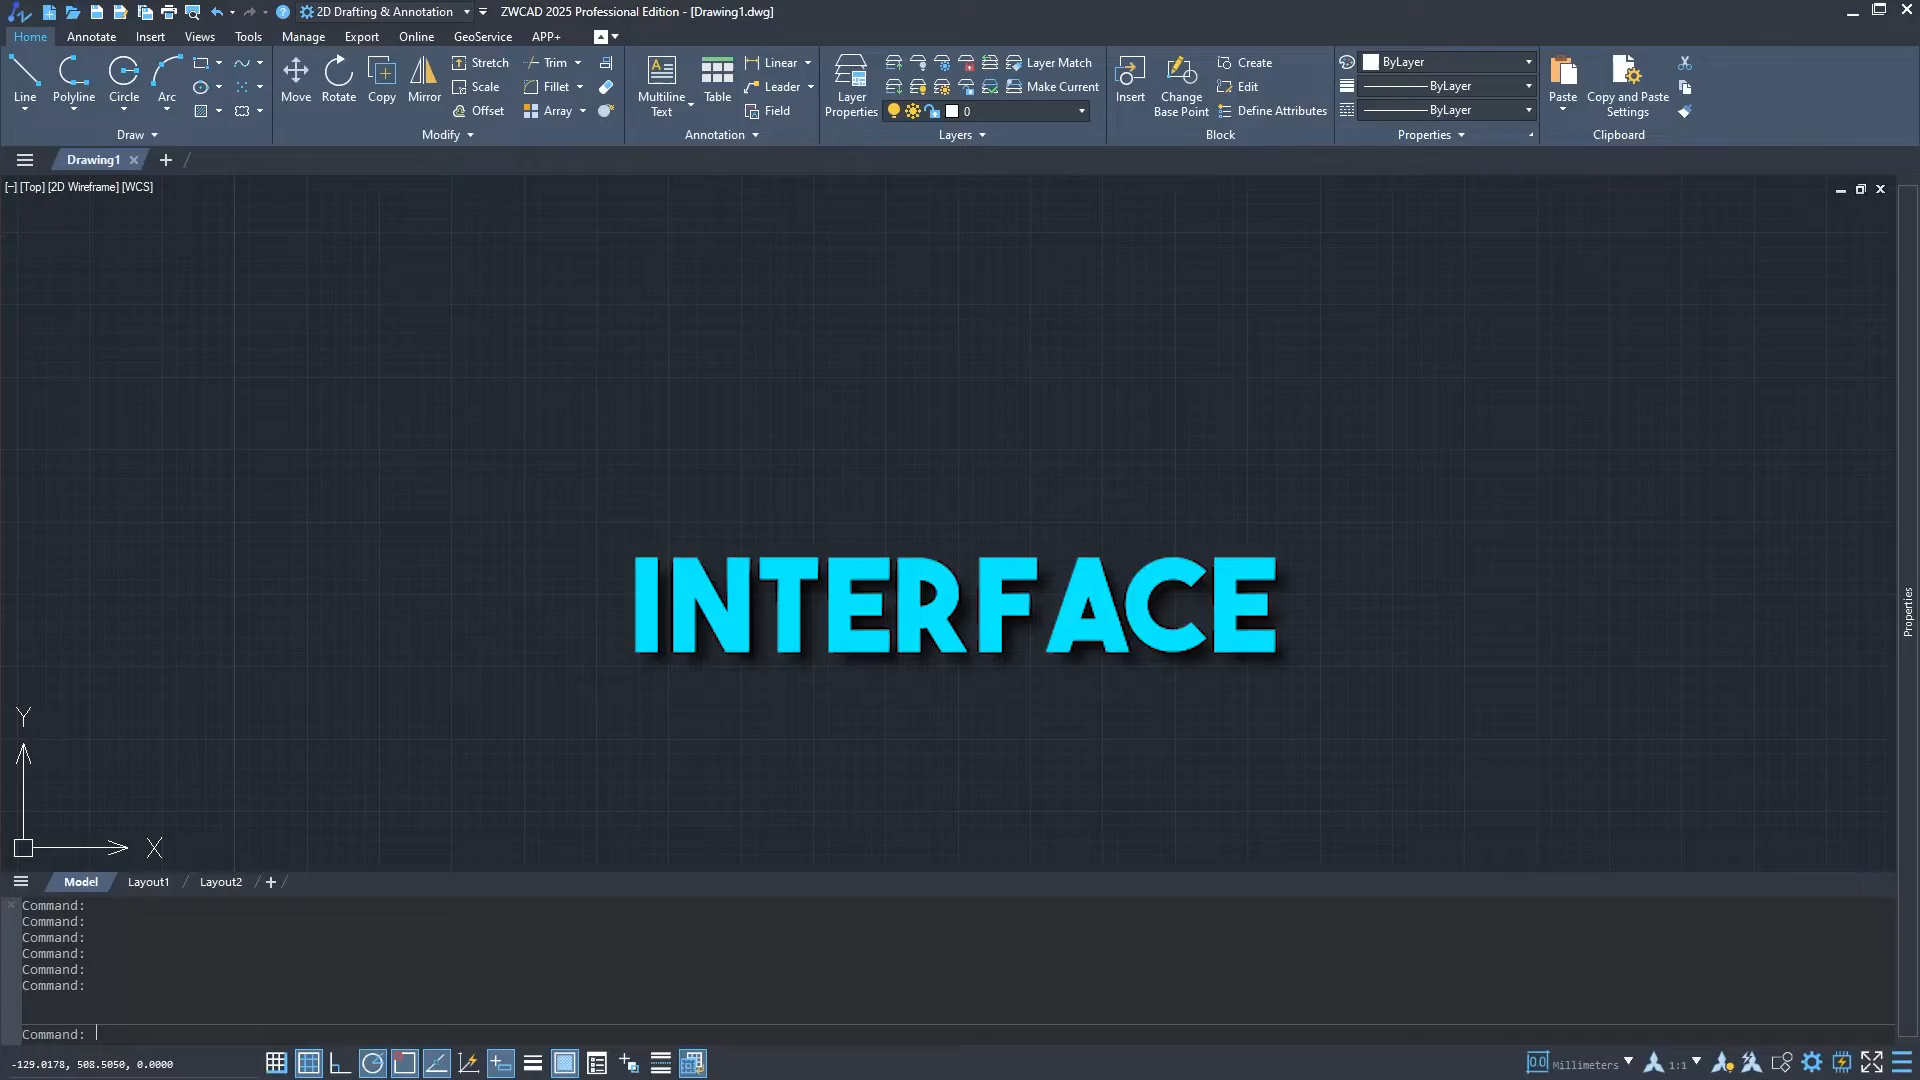 2D Drafting & Annotation
ZWCAD 2025 Professional Edition - [Drawing1.dwg]
Home Annotate Insert Views Tools Manage Export Online GeoService APP+
Line Polyline Circle Arc
Draw
Move Rotate Copy Mirror
Stretch Trim
Scale Fillet
Offset Array
Modify
Multiline Text
Table
Linear
Leader
Field
Annotation
Layer Properties
Layer Match
Make Current
0
Layers
Insert
Change Base Point
Create
Edit
Define Attributes
Block
ByLayer
ByLayer
ByLayer
Properties
Paste
Copy and Paste Settings
Clipboard
Drawing1
[−] [Top] [2D Wireframe] [WCS]
INTERFACE
Properties
Y
X
Model Layout1 Layout2
Command:
Command:
Command:
Command:
Command:
Command:
Command:
-129.0178, 508.5050, 0.0000
Millimeters
1:1